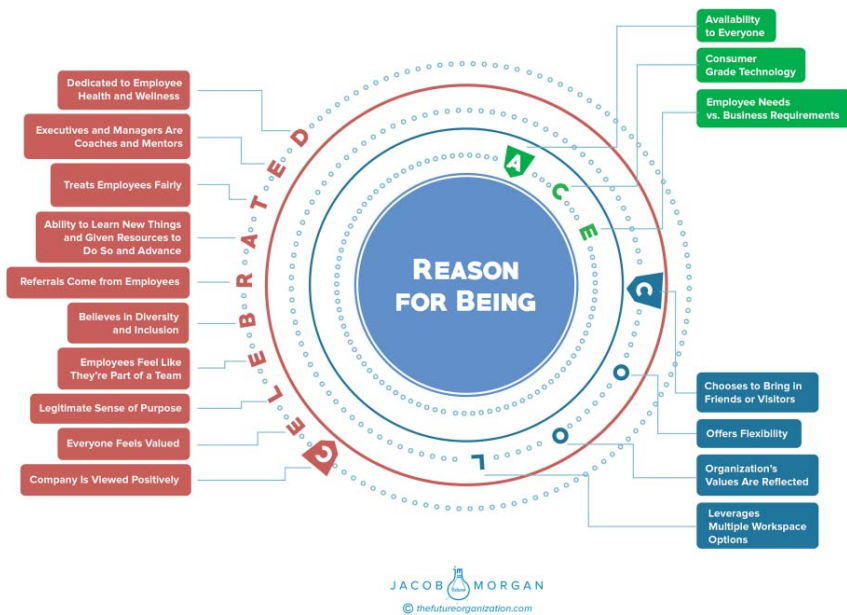 Dedicated to Employee
Health and Wellness
Executives and Managers Are
Coaches and Mentors
Treats Employees Fairly
Ability to Learn New Things
and Given Resources to
Do So and Advance
Referrals Come from Employees
Believes in Diversity
and Inclusion
Employees Feel Like
They're Part of a Team
Legitimate Sense of Purpose
Everyone Feels Valued
Company Is Viewed Positively
CELEBRATED
REASON
FOR BEING
ACE
COOL
Availability
to Everyone
Consumer
Grade Technology
Employee Needs
vs. Business Requirements
Chooses to Bring in
Friends or Visitors
Offers Flexibility
Organization's
Values Are Reflected
Leverages
Multiple Workspace
Options
JACOB MORGAN
© thefutureorganization.com